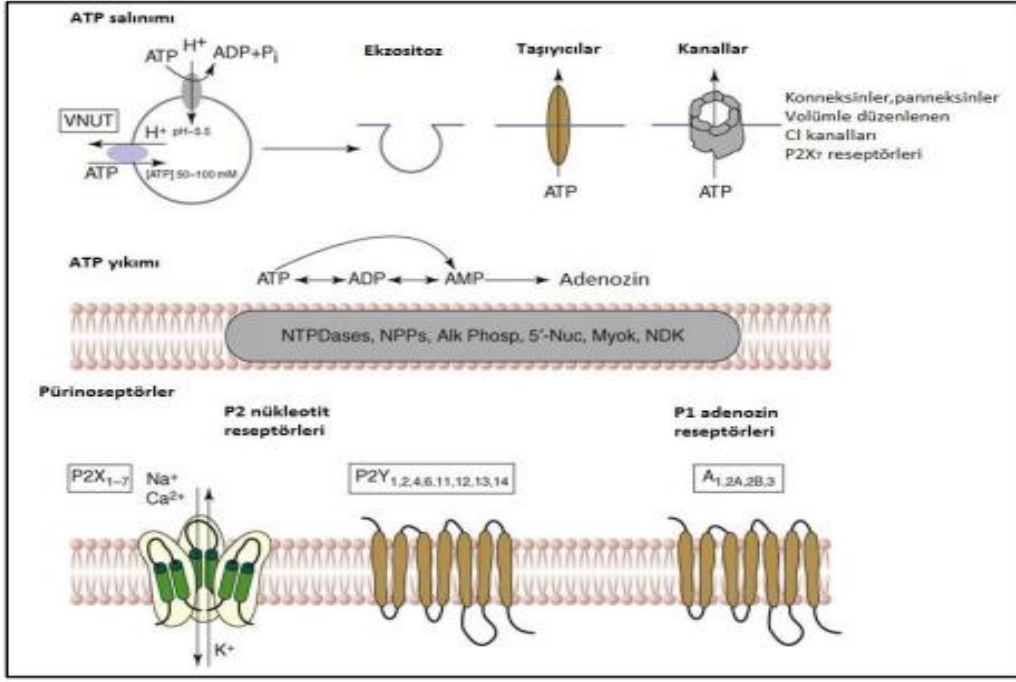 ATP salınımı
H⁺
ATP
ADP+Pᵢ
VNUT
H⁺ pH~5.5
ATP
[ATP] 50–100 mM
Ekzositoz
Taşıyıcılar
ATP
Kanallar
ATP
Konneksinler,panneksinler
Volümle düzenlenen
Cl kanalları
P2X₇ reseptörleri
ATP yıkımı
ATP ADP AMP Adenozin
NTPDases, NPPs, Alk Phosp, 5′-Nuc, Myok, NDK
Pürinoseptörler
P2 nükleotit
reseptörleri
P1 adenozin
reseptörleri
P2X₁₋₇
Na⁺
Ca²⁺
K⁺
P2Y₁,₂,₄,₆.₁₁,₁₂,₁₃,₁₄
A₁,₂A,₂B,₃